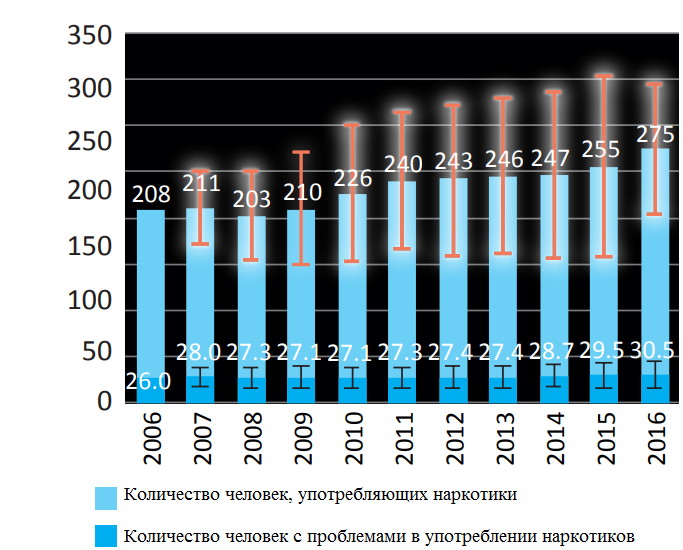 350
300
250
200
150
100
50
0
208 211 203 210 226 240 243 246 247 255 275
26.0 28.0 27.3 27.1 27.1 27.3 27.4 27.4 28.7 29.5 30.5
2006 2007 2008 2009 2010 2011 2012 2013 2014 2015 2016
Количество человек, употребляющих наркотики
Количество человек с проблемами в употреблении наркотиков